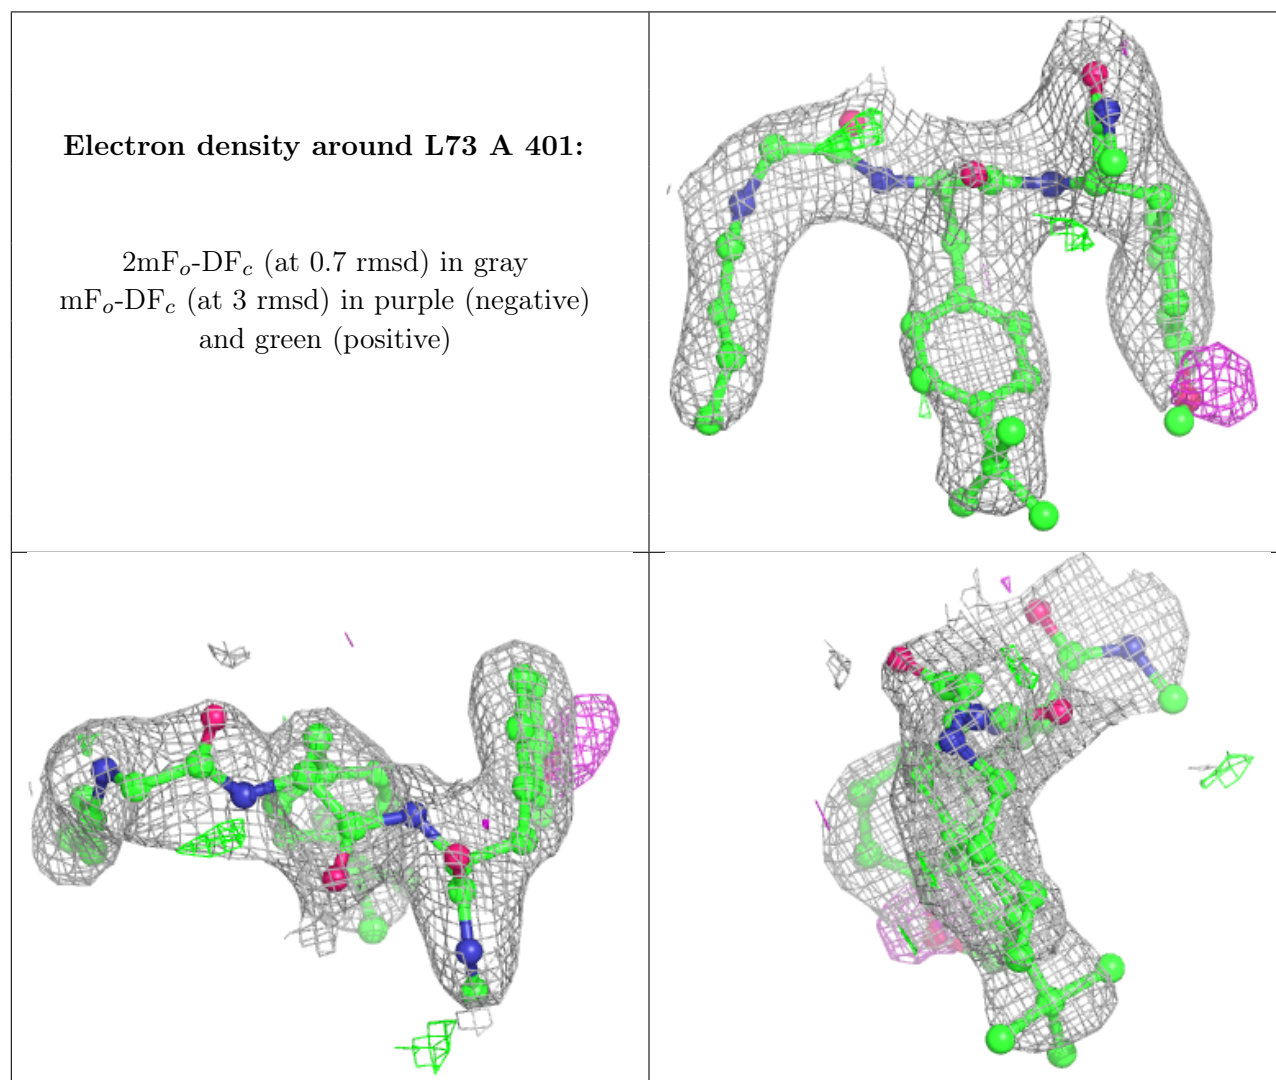 Electron density around L73 A 401:
2mFo-DFc (at 0.7 rmsd) in gray
mFo-DFc (at 3 rmsd) in purple (negative)
and green (positive)